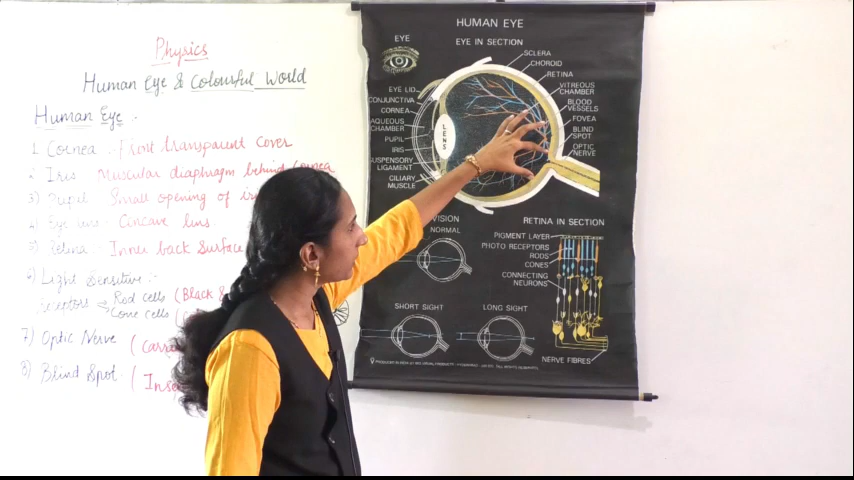 Physics
Human Eye & Colourful World
Human Eye :-
1. Cornea . Front transparent cover
2 Iris Muscular diaphragm behind Cornea
3) Pupil Small opening of
4) Eye lens - Concave lens
5) Retina - Inner back Surface
6) Light Sensitive :-
Receptors Rod cells (Black &
Cone cells (
7) Optic Nerve (
8) Blind Spot (
HUMAN EYE
EYE
EYE IN SECTION
SCLERA
CHOROID
RETINA
VITREOUS
CHAMBER
BLOOD
VESSELS
FOVEA
BLIND
SPOT
OPTIC
NERVE
EYE LID
CONJUNCTIVA
CORNEA
AQUEOUS
CHAMBER
PUPIL
IRIS
SUSPENSORY
LIGAMENT
CILIARY
MUSCLE
LENS
VISION
NORMAL
SHORT SIGHT
LONG SIGHT
RETINA IN SECTION
PIGMENT LAYER
PHOTO RECEPTORS
RODS
CONES
CONNECTING
NEURONS
NERVE FIBRES